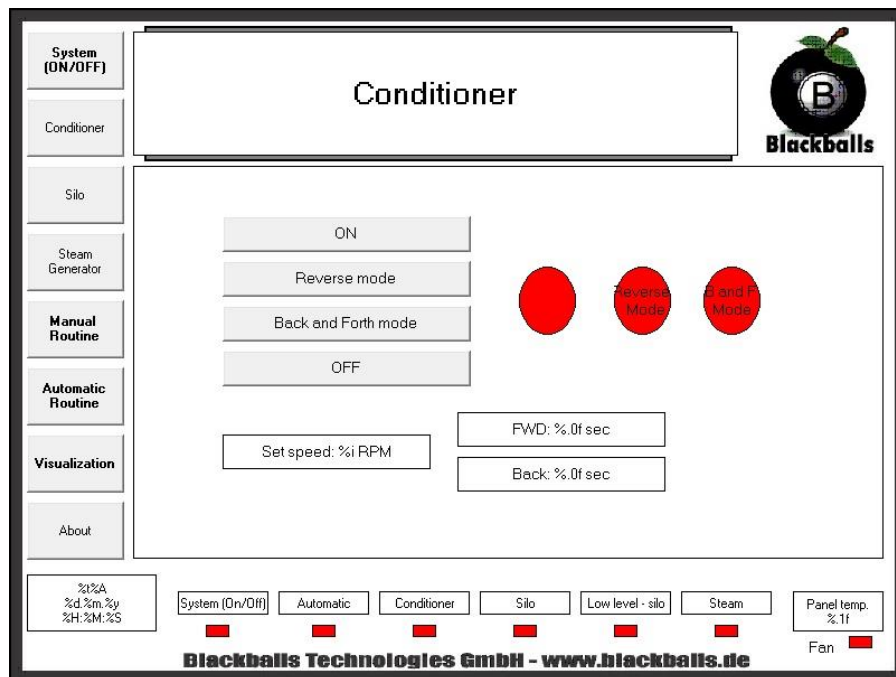 System
(ON/OFF)
Conditioner
B
Blackballs
Conditioner
Silo
Steam
Generator
Manual
Routine
Automatic
Routine
Visualization
About
ON
Reverse mode
Back and Forth mode
OFF
Reverse
Mode
B and F
Mode
Set speed: %i RPM
FWD: %.0f sec
Back: %.0f sec
%t%A
%d.%m.%y
%H:%M:%S
System (On/Off)
Automatic
Conditioner
Silo
Low level - silo
Steam
Panel temp.
%.1f
Fan
Blackballs Technologies GmbH - www.blackballs.de